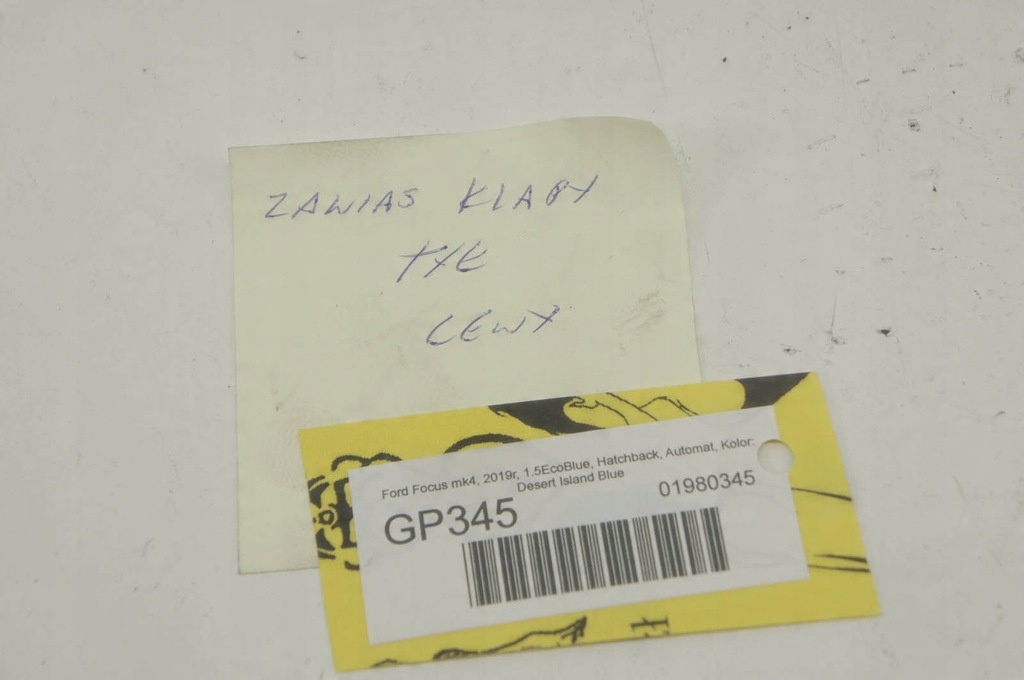 ZAWIAS KLAPY
TYŁ
LEWY
Ford Focus mk4, 2019r, 1.5EcoBlue, Hatchback, Automat, Kolor:
Desert Island Blue
GP345
01980345